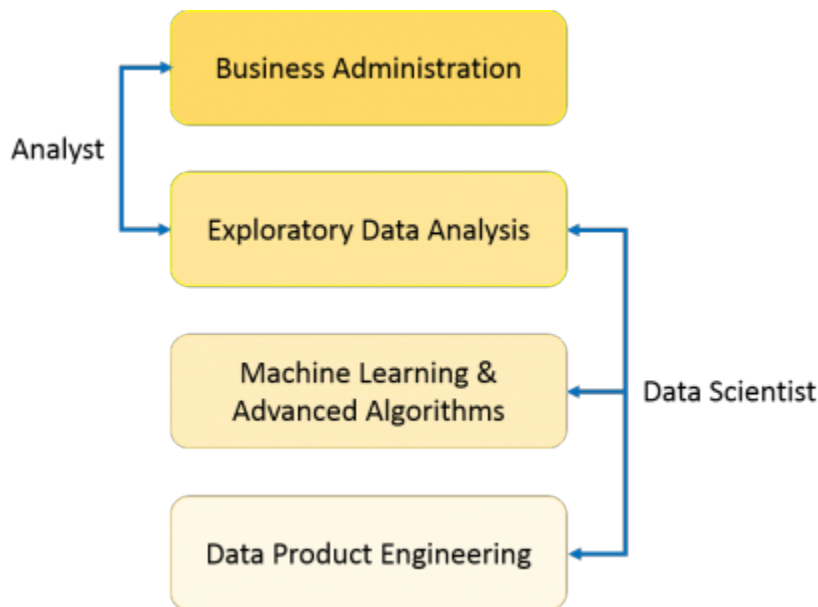 Business Administration
Analyst
Exploratory Data Analysis
Machine Learning &
Advanced Algorithms
Data Scientist
Data Product Engineering